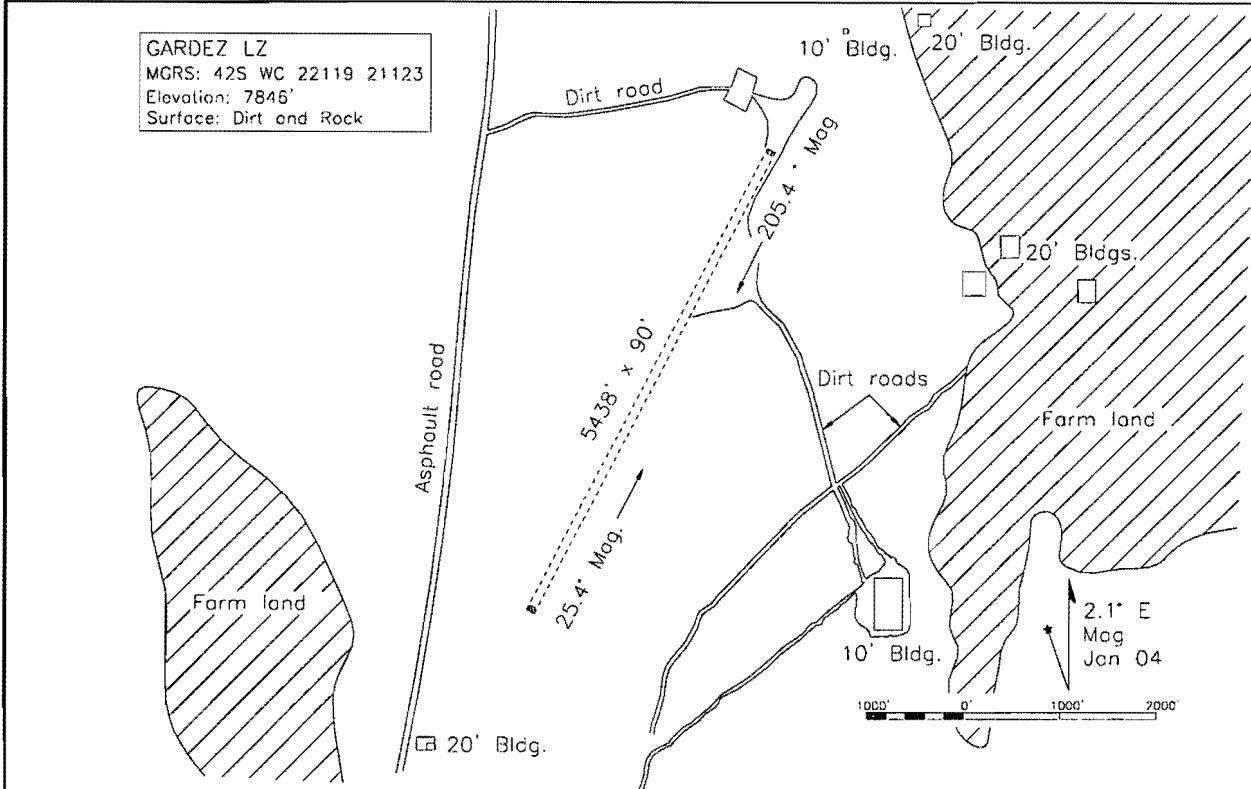 GARDEZ LZ
MGRS: 42S WC 22119 21123
Elevation: 7846'
Surface: Dirt and Rock
10' Bldg.
20' Bldg.
Dirt road
205.4° Mag
20' Bldgs.
5438' x 90'
Asphault road
Dirt roads
Farm land
25.4° Mag.
Farm land
2.1° E
Mag
Jan 04
10' Bldg.
1000' 0' 1000' 2000'
20' Bldg.